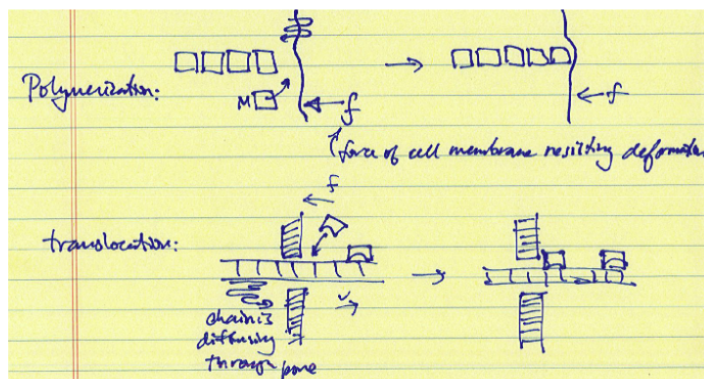 Polymerization:
M
f
f
force of cell membrane resisting deformation
f
translocation:
v
chain is
diffusing
through pore